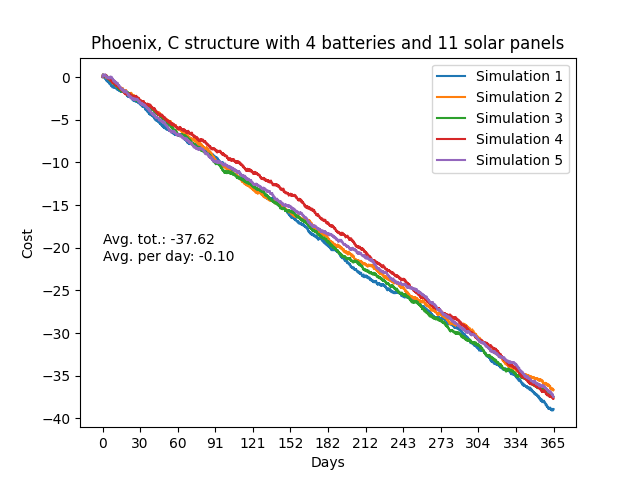 Phoenix, C structure with 4 batteries and 11 solar panels
Simulation 1
Simulation 2
Simulation 3
Simulation 4
Simulation 5
Avg. tot.: -37.62
Avg. per day: -0.10
Cost
0
−5
−10
−15
−20
−25
−30
−35
−40
0 30 60 91 121 152 182 212 243 273 304 334 365
Days